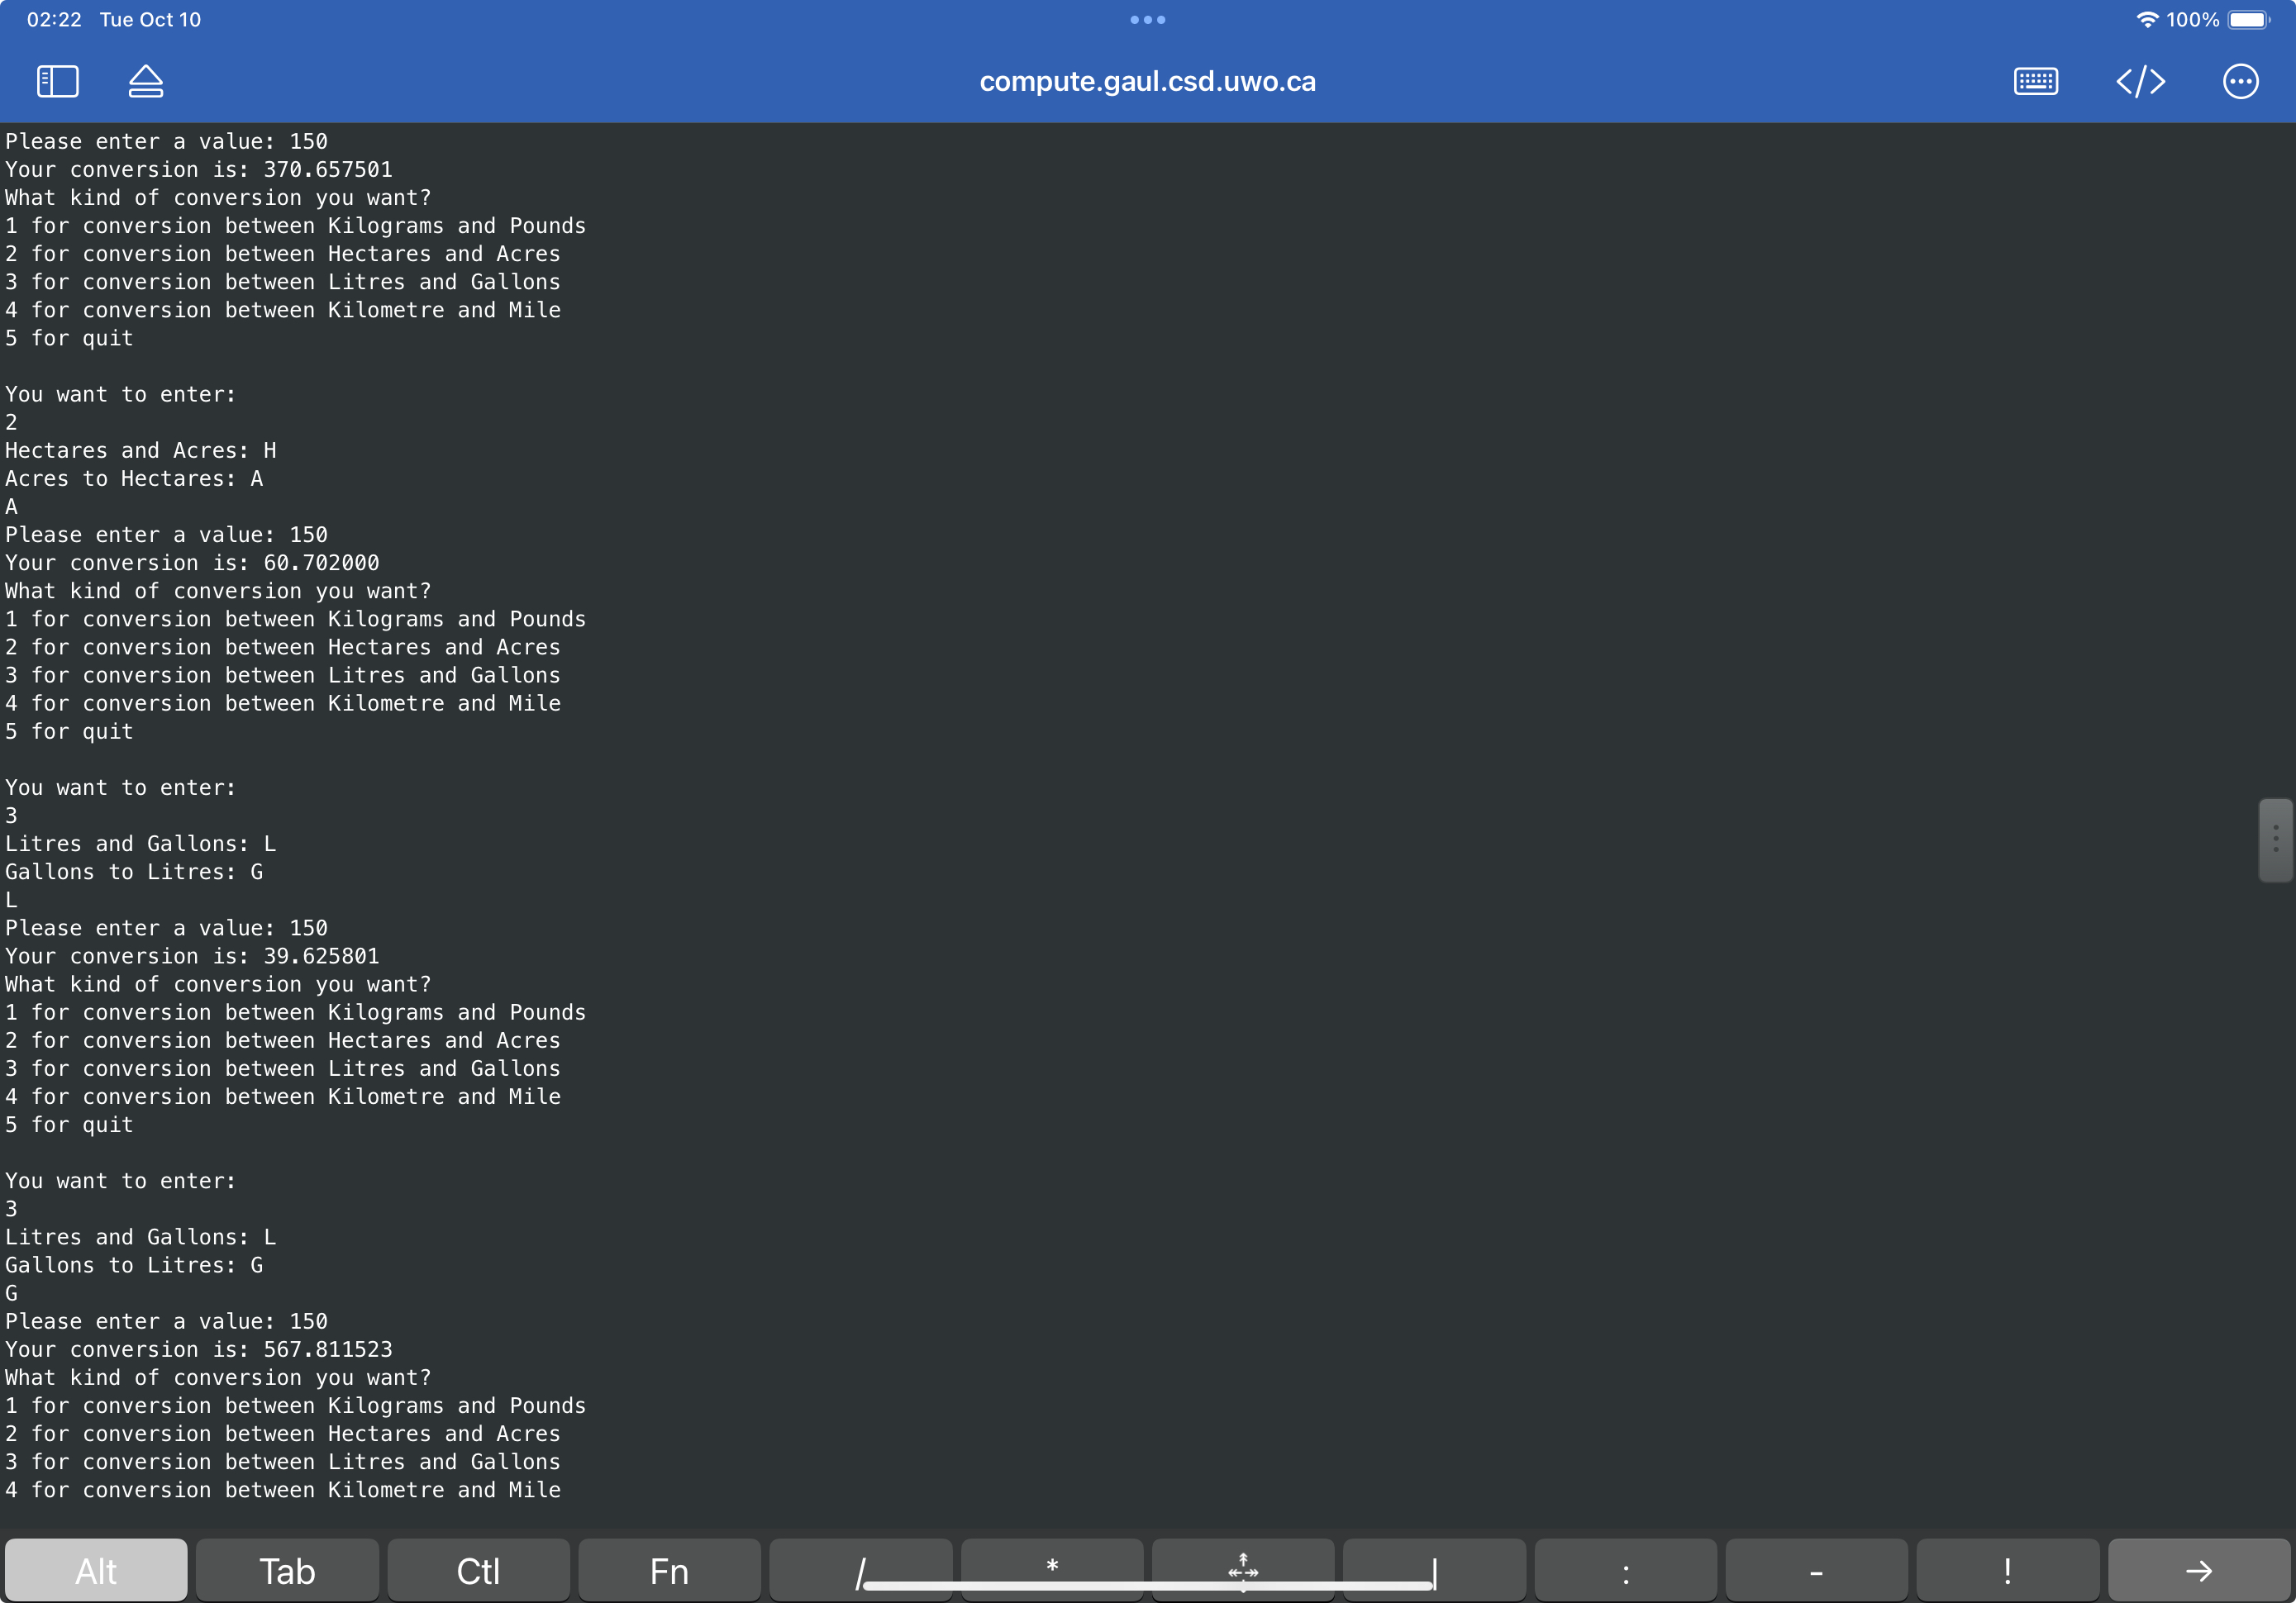 02:22 Tue Oct 10
100%
compute.gaul.csd.uwo.ca
Please enter a value: 150
Your conversion is: 370.657501
What kind of conversion you want?
1 for conversion between Kilograms and Pounds
2 for conversion between Hectares and Acres
3 for conversion between Litres and Gallons
4 for conversion between Kilometre and Mile
5 for quit

You want to enter:
2
Hectares and Acres: H
Acres to Hectares: A
A
Please enter a value: 150
Your conversion is: 60.702000
What kind of conversion you want?
1 for conversion between Kilograms and Pounds
2 for conversion between Hectares and Acres
3 for conversion between Litres and Gallons
4 for conversion between Kilometre and Mile
5 for quit

You want to enter:
3
Litres and Gallons: L
Gallons to Litres: G
L
Please enter a value: 150
Your conversion is: 39.625801
What kind of conversion you want?
1 for conversion between Kilograms and Pounds
2 for conversion between Hectares and Acres
3 for conversion between Litres and Gallons
4 for conversion between Kilometre and Mile
5 for quit

You want to enter:
3
Litres and Gallons: L
Gallons to Litres: G
G
Please enter a value: 150
Your conversion is: 567.811523
What kind of conversion you want?
1 for conversion between Kilograms and Pounds
2 for conversion between Hectares and Acres
3 for conversion between Litres and Gallons
4 for conversion between Kilometre and Mile
Alt Tab Ctl Fn / * | : - ! →